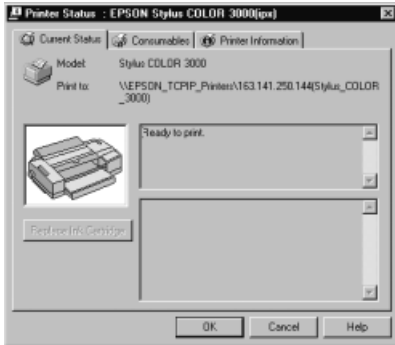 Printer Status : EPSON Stylus COLOR 3000(ipx)
Current Status Consumables Printer Information
Model: Stylus COLOR 3000
Print to: \\EPSON_TCPIP_Printers\163.141.250.144(Stylus_COLOR
_3000)
Ready to print.
Replace Ink Cartridge
OK Cancel Help